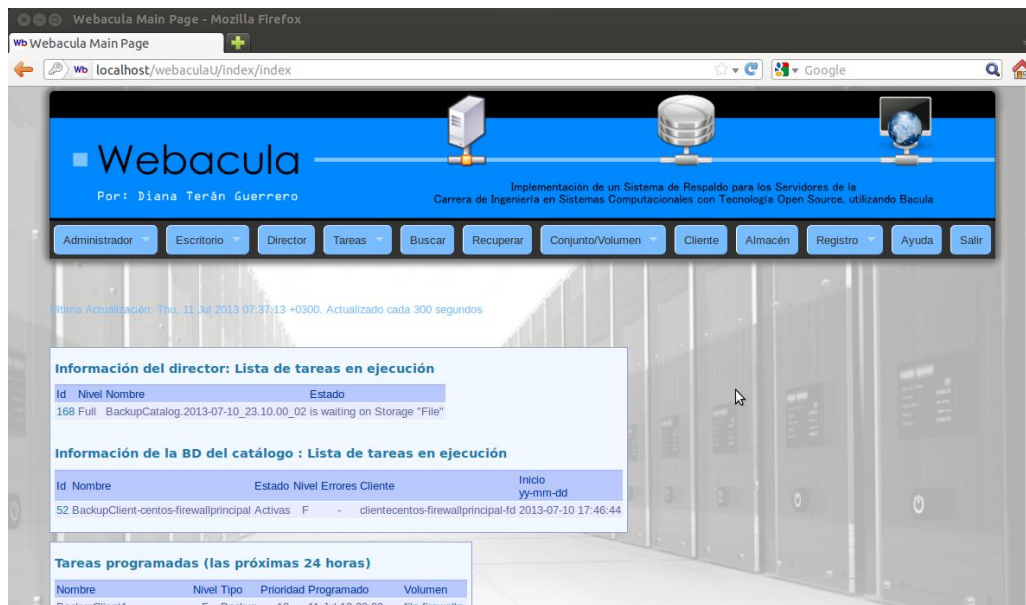 Webacula Main Page - Mozilla Firefox
Wb Webacula Main Page
Wb localhost/webaculaU/index/index
Google
Webacula
Por: Diana Terán Guerrero
Implementación de un Sistema de Respaldo para los Servidores de la
Carrera de Ingeniería en Sistemas Computacionales con Tecnología Open Source, utilizando Bacula
Administrador Escritorio Director Tareas Buscar Recuperar Conjunto/Volumen Cliente Almacén Registro Ayuda Salir
Última Actualización: Thu, 11 Jul 2013 07:37:13 +0300. Actualizado cada 300 segundos
Información del director: Lista de tareas en ejecución
Id Nivel Nombre Estado
168 Full BackupCatalog.2013-07-10_23.10.00_02 is waiting on Storage "File"
Información de la BD del catálogo : Lista de tareas en ejecución
Id Nombre Estado Nivel Errores Cliente Inicio
yy-mm-dd
52 BackupClient-centos-firewallprincipal Activas F - clientecentos-firewallprincipal-fd 2013-07-10 17:46:44
Tareas programadas (las próximas 24 horas)
Nombre Nivel Tipo Prioridad Programado Volumen